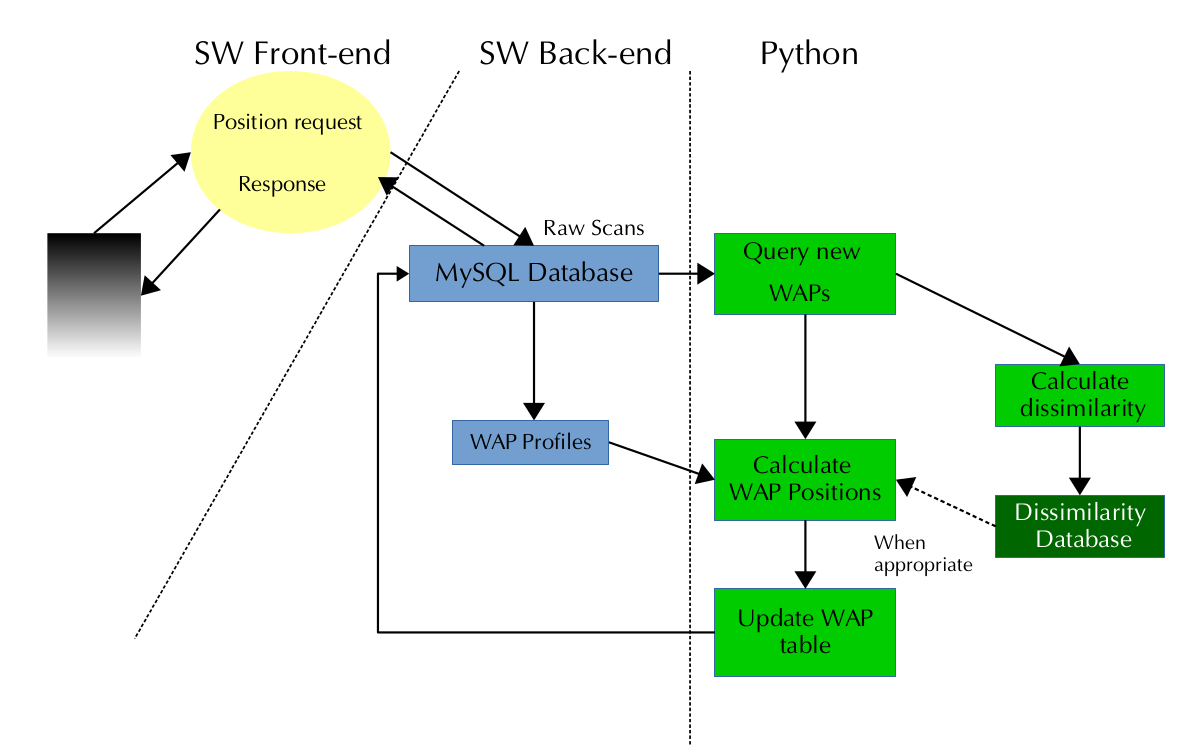 SW Front-end
SW Back-end
Python
Position request
Response
Raw Scans
MySQL Database
Query new
WAPs
Calculate
dissimilarity
WAP Profiles
Calculate
WAP Positions
Dissimilarity
Database
When
appropriate
Update WAP
table